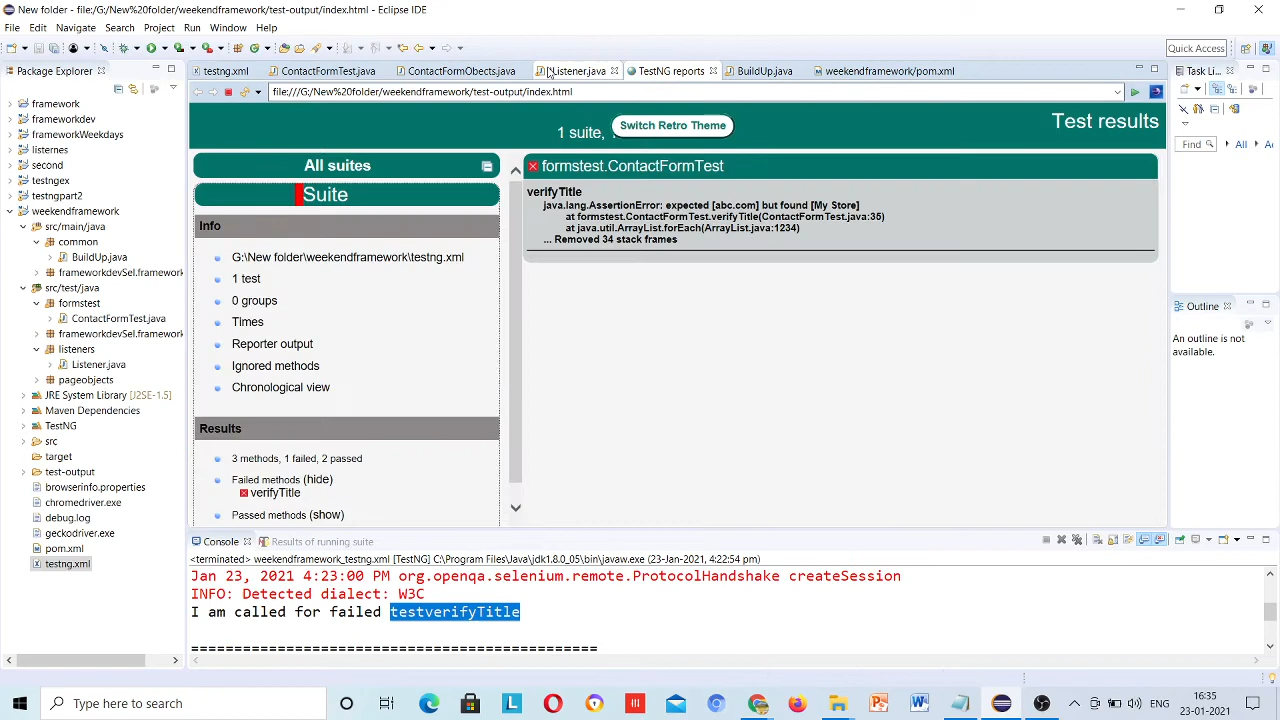 New folder - file:/G:/New%20folder/weekendframework/test-output/index.html - Eclipse IDE
File Edit Navigate Search Project Run Window Help
Quick Access
Package Explorer
testng.xml
ContactFormTest.java
ContactFormObjects.java
*Listener.java
TestNG reports
BuildUp.java
weekendframework/pom.xml
Task Li...
file:///G:/New%20folder/weekendframework/test-output/index.html
framework
frameworkdev
frameworkWeekdays
listernes
second
testngex
testngpart2
weekendframework
src/main/java
common
BuildUp.java
frameworkdevSel.framework
src/test/java
formstest
ContactFormTest.java
frameworkdevSel.framework
listeners
Listener.java
pageobjects
JRE System Library [J2SE-1.5]
Maven Dependencies
TestNG
src
target
test-output
browserinfo.properties
chromedriver.exe
debug.log
geckodriver.exe
pom.xml
testng.xml
1 suite,
Switch Retro Theme
Test results
All suites
Suite
Info
G:\New folder\weekendframework\testng.xml
1 test
0 groups
Times
Reporter output
Ignored methods
Chronological view
Results
3 methods, 1 failed, 2 passed
Failed methods (hide)
verifyTitle
Passed methods (show)
formstest.ContactFormTest
verifyTitle
java.lang.AssertionError: expected [abc.com] but found [My Store]
at formstest.ContactFormTest.verifyTitle(ContactFormTest.java:35)
at java.util.ArrayList.forEach(ArrayList.java:1234)
... Removed 34 stack frames
Find
All
Outline
An outline is not
available.
Console
Results of running suite
<terminated> weekendframework_testng.xml [TestNG] C:\Program Files\Java\jdk1.8.0_05\bin\javaw.exe (23-Jan-2021, 4:22:54 pm)
Jan 23, 2021 4:23:00 PM org.openqa.selenium.remote.ProtocolHandshake createSession
INFO: Detected dialect: W3C
I am called for failed testverifyTitle
===============================================
Type here to search
ENG
16:35
23-01-2021